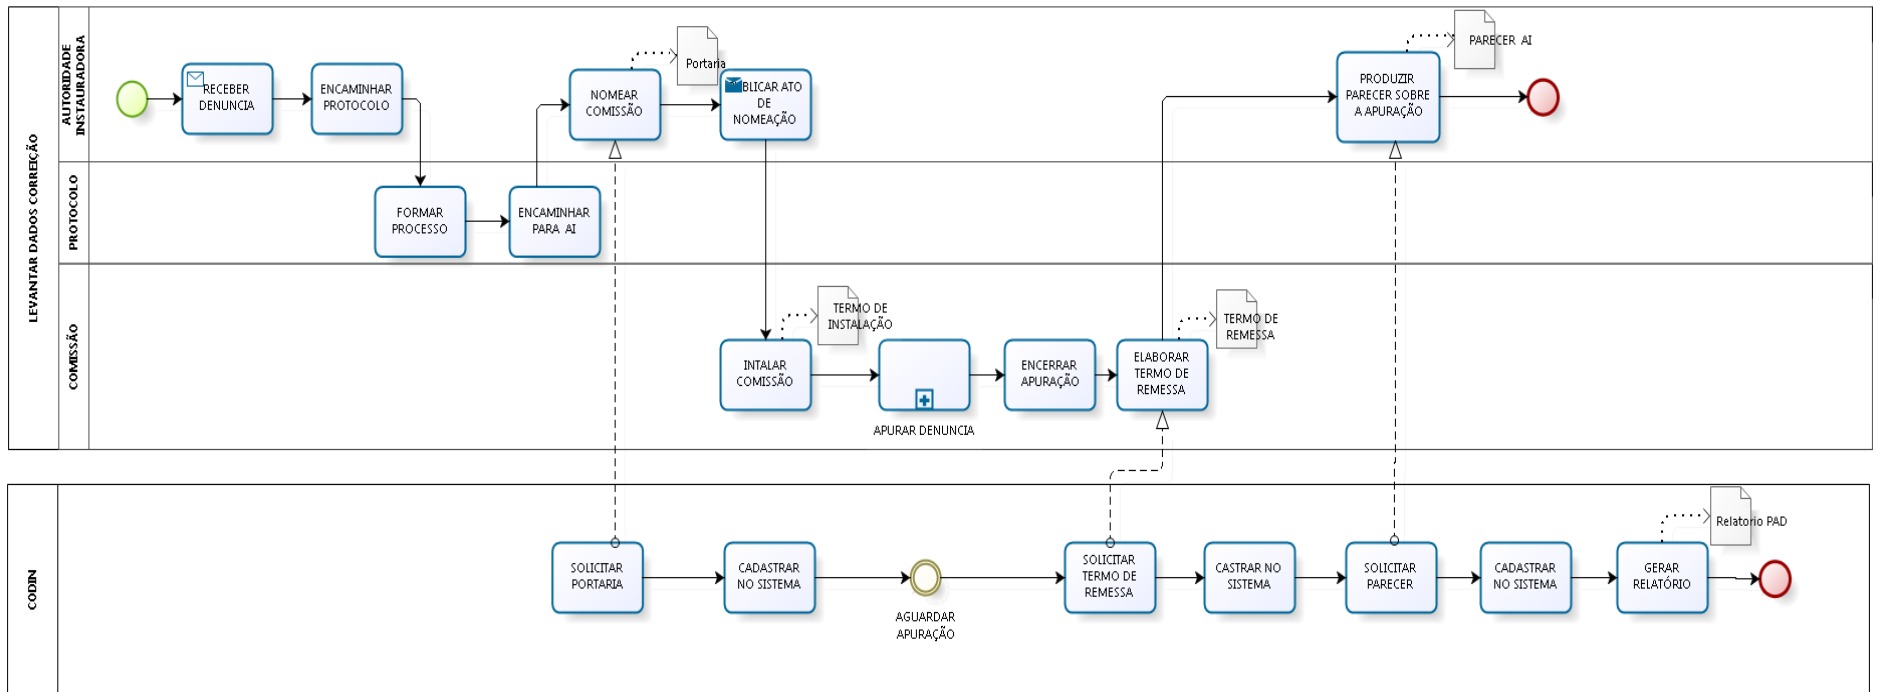 LEVANTAR DADOS CORREIÇÃO
AUTORIDADE
INSTAURADORA
RECEBER
DENUNCIA
ENCAMINHAR
PROTOCOLO
NOMEAR
COMISSÃO
Portaria
BLICAR ATO
DE
NOMEAÇÃO
PRODUZIR
PARECER SOBRE
A APURAÇÃO
PARECER AI
PROTOCOLO
FORMAR
PROCESSO
ENCAMINHAR
PARA AI
COMISSÃO
INTALAR
COMISSÃO
TERMO DE
INSTALAÇÃO
APURAR DENUNCIA
ENCERRAR
APURAÇÃO
ELABORAR
TERMO DE
REMESSA
TERMO DE
REMESSA
CODIN
SOLICITAR
PORTARIA
CADASTRAR
NO SISTEMA
AGUARDAR
APURAÇÃO
SOLICITAR
TERMO DE
REMESSA
CASTRAR NO
SISTEMA
SOLICITAR
PARECER
CADASTRAR
NO SISTEMA
GERAR
RELATÓRIO
Relatorio PAD